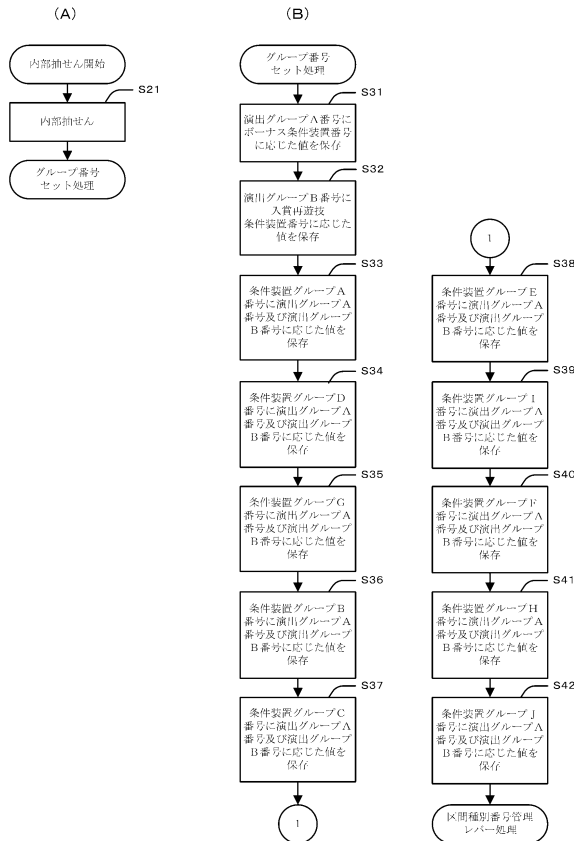 (A)
内部抽せん開始
S21
内部抽せん
グループ番号
セット処理
(B)
グループ番号
セット処理
S31
演出グループA番号に
ボーナス条件装置番号
に応じた値を保存
S32
演出グループB番号に
入賞再遊技
条件装置番号に応じた
値を保存
S33
条件装置グループA
番号に演出グループA
番号及び演出グループ
B番号に応じた値を
保存
S34
条件装置グループD
番号に演出グループA
番号及び演出グループ
B番号に応じた値を
保存
S35
条件装置グループG
番号に演出グループA
番号及び演出グループ
B番号に応じた値を
保存
S36
条件装置グループB
番号に演出グループA
番号及び演出グループ
B番号に応じた値を
保存
S37
条件装置グループC
番号に演出グループA
番号及び演出グループ
B番号に応じた値を
保存
1
1
S38
条件装置グループE
番号に演出グループA
番号及び演出グループ
B番号に応じた値を
保存
S39
条件装置グループI
番号に演出グループA
番号及び演出グループ
B番号に応じた値を
保存
S40
条件装置グループF
番号に演出グループA
番号及び演出グループ
B番号に応じた値を
保存
S41
条件装置グループH
番号に演出グループA
番号及び演出グループ
B番号に応じた値を
保存
S42
条件装置グループJ
番号に演出グループA
番号及び演出グループ
B番号に応じた値を
保存
区間種別番号管理
レバー処理